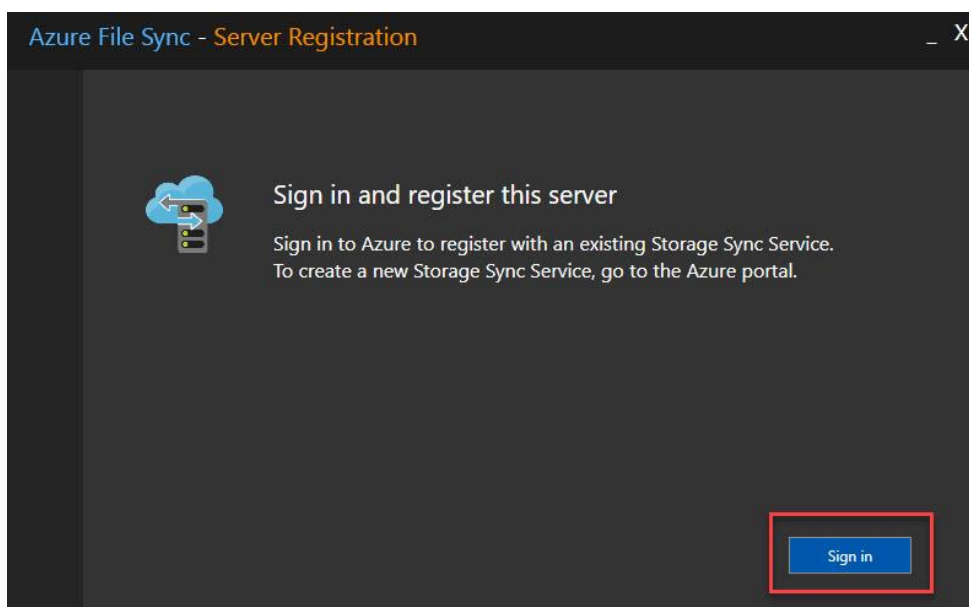 Azure File Sync - Server Registration
_ X
Sign in and register this server
Sign in to Azure to register with an existing Storage Sync Service.
To create a new Storage Sync Service, go to the Azure portal.
Sign in